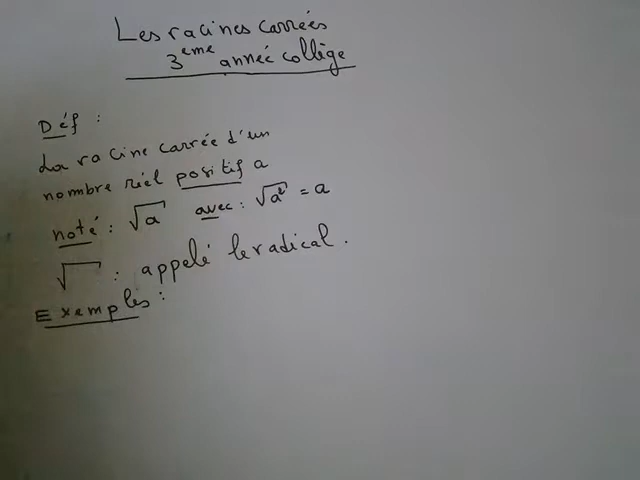 Les racines carrées
3ème année collège
Déf :
La racine carrée d'un
nombre réel positif a
noté : √a avec : √a² = a
√ : appelé le radical.
Exemples :